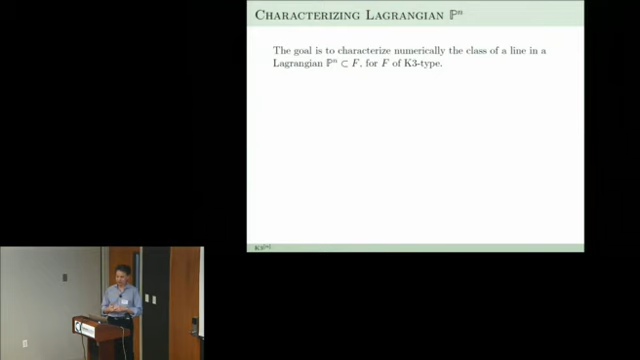 Characterizing Lagrangian ℙⁿ
The goal is to characterize numerically the class of a line in a
Lagrangian ℙⁿ ⊂ F, for F of K3-type.